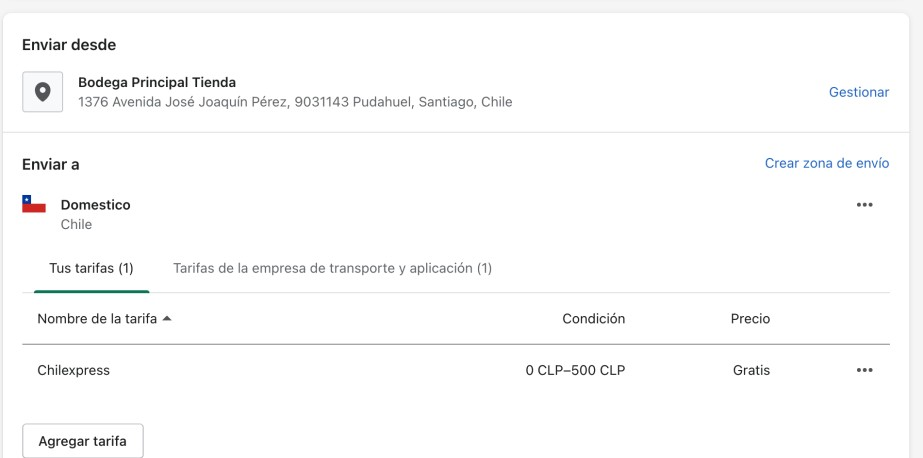 Enviar desde
Bodega Principal Tienda
1376 Avenida José Joaquín Pérez, 9031143 Pudahuel, Santiago, Chile
Gestionar
Enviar a
Crear zona de envío
Domestico
Chile
Tus tarifas (1)
Tarifas de la empresa de transporte y aplicación (1)
Nombre de la tarifa
Condición
Precio
Chilexpress
0 CLP–500 CLP
Gratis
Agregar tarifa